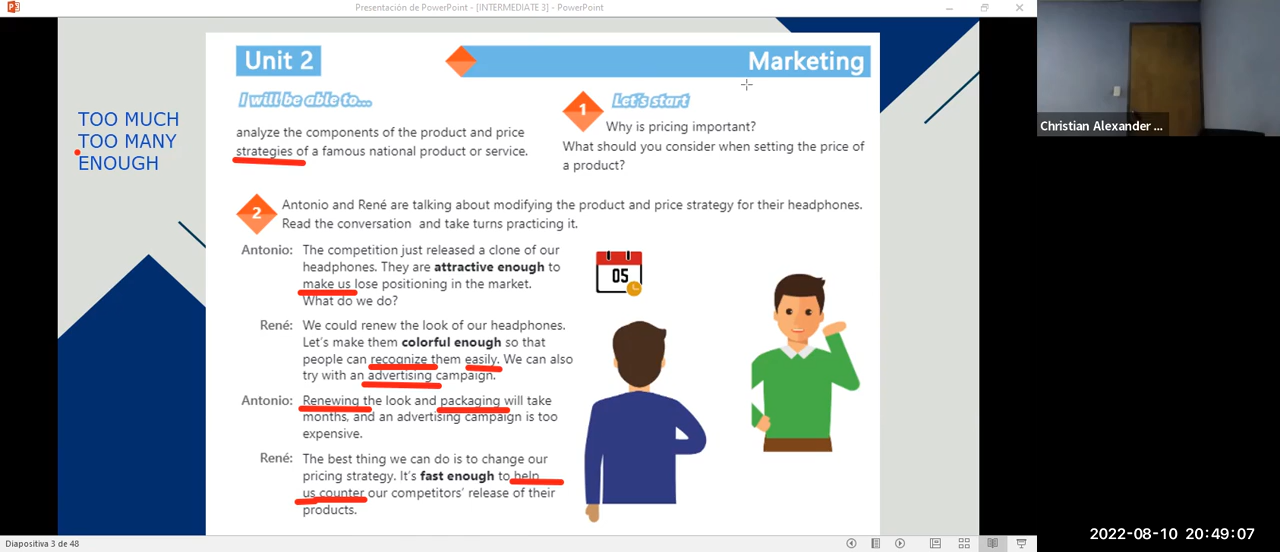 Presentación de PowerPoint - [INTERMEDIATE 3] - PowerPoint
Unit 2
Marketing
TOO MUCH
TOO MANY
ENOUGH
I will be able to...
analyze the components of the product and price
strategies of a famous national product or service.
1
Let's start
Why is pricing important?
What should you consider when setting the price of
a product?
2
Antonio and René are talking about modifying the product and price strategy for their headphones.
Read the conversation and take turns practicing it.
Antonio: The competition just released a clone of our
headphones. They are attractive enough to
make us lose positioning in the market.
What do we do?
René: We could renew the look of our headphones.
Let's make them colorful enough so that
people can recognize them easily. We can also
try with an advertising campaign.
Antonio: Renewing the look and packaging will take
months, and an advertising campaign is too
expensive.
René: The best thing we can do is to change our
pricing strategy. It's fast enough to help
us counter our competitors' release of their
products.
05
Christian Alexander ...
Diapositiva 3 de 48
2022-08-10 20:49:07